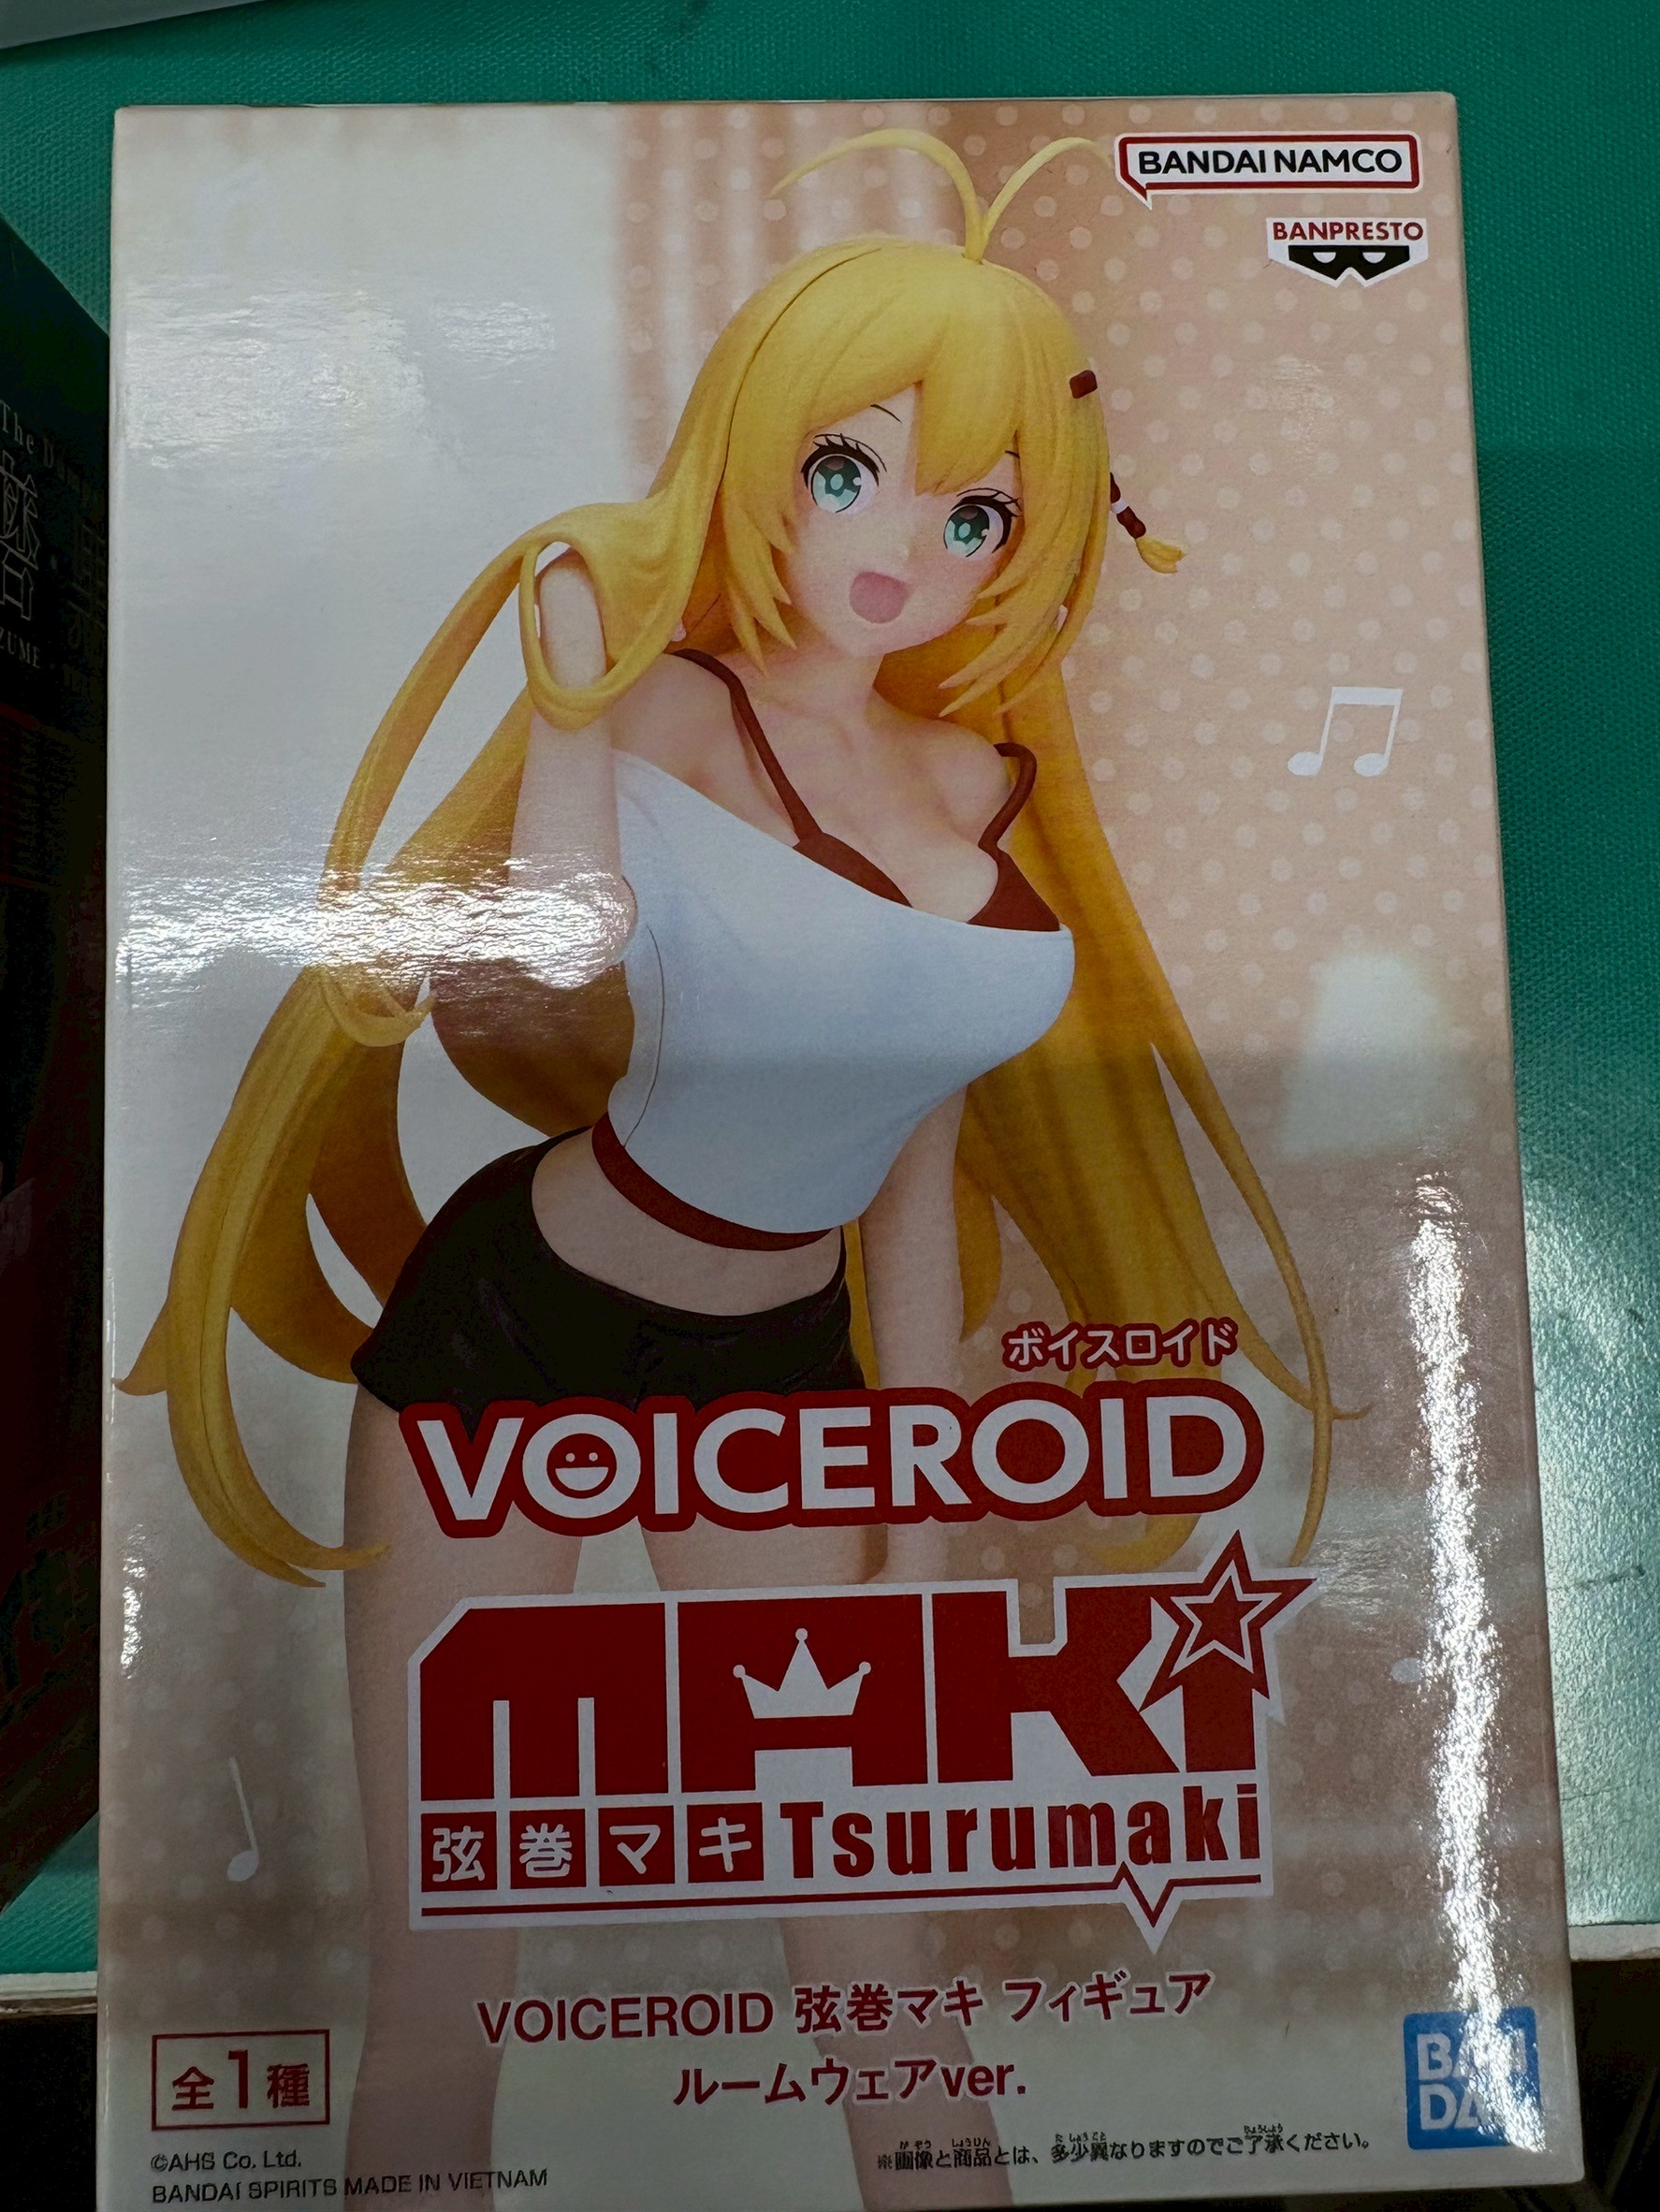 BANDAI NAMCO
BANPRESTO
The D
ZUME
ボイスロイド
VOICEROID
MAKi
弦巻マキ Tsurumaki
VOICEROID 弦巻マキ フィギュア
ルームウェアver.
全1種
BANDAI
©AHS Co. Ltd.
BANDAI SPIRITS MADE IN VIETNAM
※画像と商品とは、多少異なりますのでご了承ください。